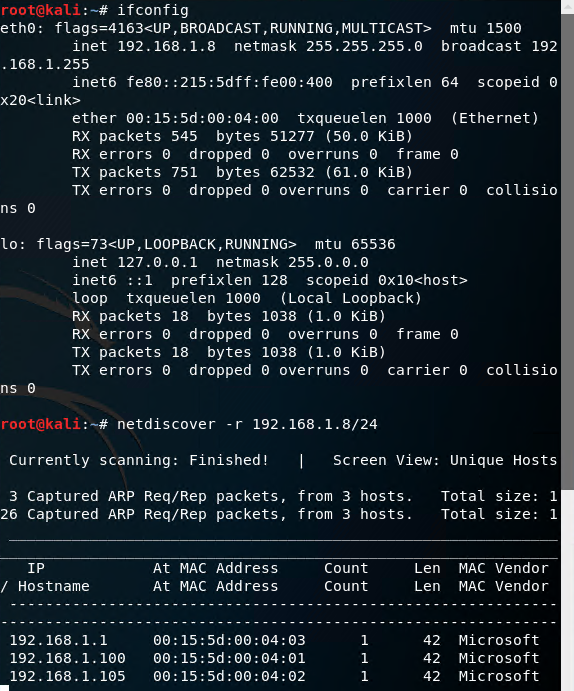 root@kali:~# ifconfig
eth0: flags=4163<UP,BROADCAST,RUNNING,MULTICAST>  mtu 1500
        inet 192.168.1.8  netmask 255.255.255.0  broadcast 192
.168.1.255
        inet6 fe80::215:5dff:fe00:400  prefixlen 64  scopeid 0
x20<link>
        ether 00:15:5d:00:04:00  txqueuelen 1000  (Ethernet)
        RX packets 545  bytes 51277 (50.0 KiB)
        RX errors 0  dropped 0  overruns 0  frame 0
        TX packets 751  bytes 62532 (61.0 KiB)
        TX errors 0  dropped 0 overruns 0  carrier 0  collisio
ns 0

lo: flags=73<UP,LOOPBACK,RUNNING>  mtu 65536
        inet 127.0.0.1  netmask 255.0.0.0
        inet6 ::1  prefixlen 128  scopeid 0x10<host>
        loop  txqueuelen 1000  (Local Loopback)
        RX packets 18  bytes 1038 (1.0 KiB)
        RX errors 0  dropped 0  overruns 0  frame 0
        TX packets 18  bytes 1038 (1.0 KiB)
        TX errors 0  dropped 0 overruns 0  carrier 0  collisio
ns 0

root@kali:~# netdiscover -r 192.168.1.8/24

 Currently scanning: Finished!   |   Screen View: Unique Hosts

 3 Captured ARP Req/Rep packets, from 3 hosts.   Total size: 1
26 Captured ARP Req/Rep packets, from 3 hosts.   Total size: 1
 _____________________________________________________________
______________________________________________________________
   IP            At MAC Address     Count     Len  MAC Vendor
/ Hostname       At MAC Address     Count     Len  MAC Vendor
 -------------------------------------------------------------
--------------------------------------------------------------
 192.168.1.1     00:15:5d:00:04:03      1      42  Microsoft
 192.168.1.100   00:15:5d:00:04:01      1      42  Microsoft
 192.168.1.105   00:15:5d:00:04:02      1      42  Microsoft